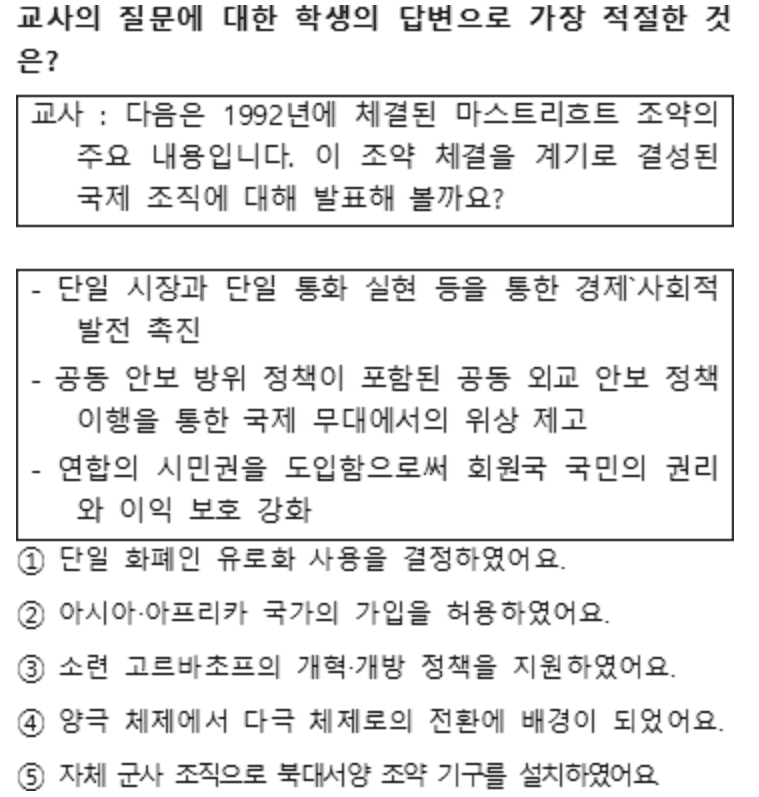 교사의 질문에 대한 학생의 답변으로 가장 적절한 것
은?
교사 : 다음은 1992년에 체결된 마스트리흐트 조약의
주요 내용입니다. 이 조약 체결을 계기로 결성된
국제 조직에 대해 발표해 볼까요?
- 단일 시장과 단일 통화 실현 등을 통한 경제`사회적
발전 촉진
- 공동 안보 방위 정책이 포함된 공동 외교 안보 정책
이행을 통한 국제 무대에서의 위상 제고
- 연합의 시민권을 도입함으로써 회원국 국민의 권리
와 이익 보호 강화
① 단일 화폐인 유로화 사용을 결정하였어요.
② 아시아·아프리카 국가의 가입을 허용하였어요.
③ 소련 고르바초프의 개혁·개방 정책을 지원하였어요.
④ 양극 체제에서 다극 체제로의 전환에 배경이 되었어요.
⑤ 자체 군사 조직으로 북대서양 조약 기구를 설치하였어요.